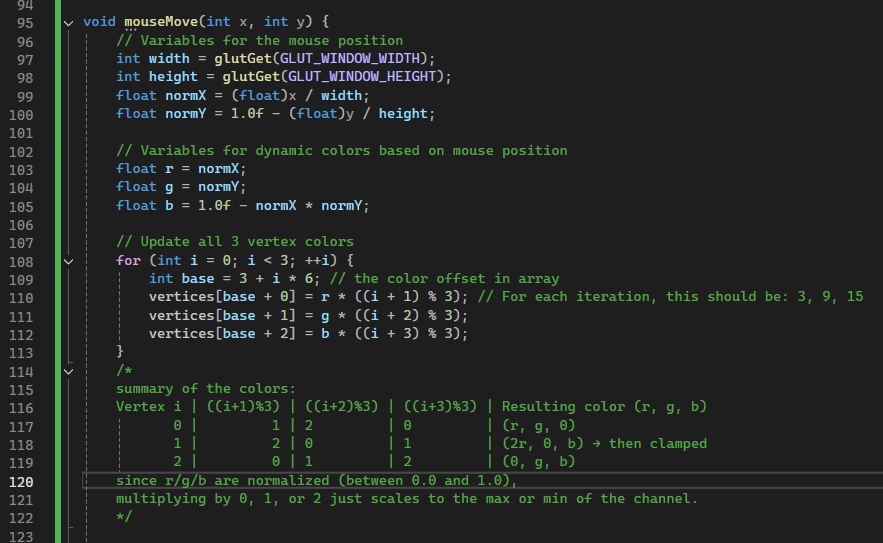 94
95 void mouseMove(int x, int y) {
96 // Variables for the mouse position
97 int width = glutGet(GLUT_WINDOW_WIDTH);
98 int height = glutGet(GLUT_WINDOW_HEIGHT);
99 float normX = (float)x / width;
100 float normY = 1.0f - (float)y / height;
101
102 // Variables for dynamic colors based on mouse position
103 float r = normX;
104 float g = normY;
105 float b = 1.0f - normX * normY;
106
107 // Update all 3 vertex colors
108 for (int i = 0; i < 3; ++i) {
109 int base = 3 + i * 6; // the color offset in array
110 vertices[base + 0] = r * ((i + 1) % 3); // For each iteration, this should be: 3, 9, 15
111 vertices[base + 1] = g * ((i + 2) % 3);
112 vertices[base + 2] = b * ((i + 3) % 3);
113 }
114 /*
115 summary of the colors:
116 Vertex i | ((i+1)%3) | ((i+2)%3) | ((i+3)%3) | Resulting color (r, g, b)
117 0 | 1 | 2 | 0 | (r, g, 0)
118 1 | 2 | 0 | 1 | (2r, 0, b) → then clamped
119 2 | 0 | 1 | 2 | (0, g, b)
120 since r/g/b are normalized (between 0.0 and 1.0),
121 multiplying by 0, 1, or 2 just scales to the max or min of the channel.
122 */
123